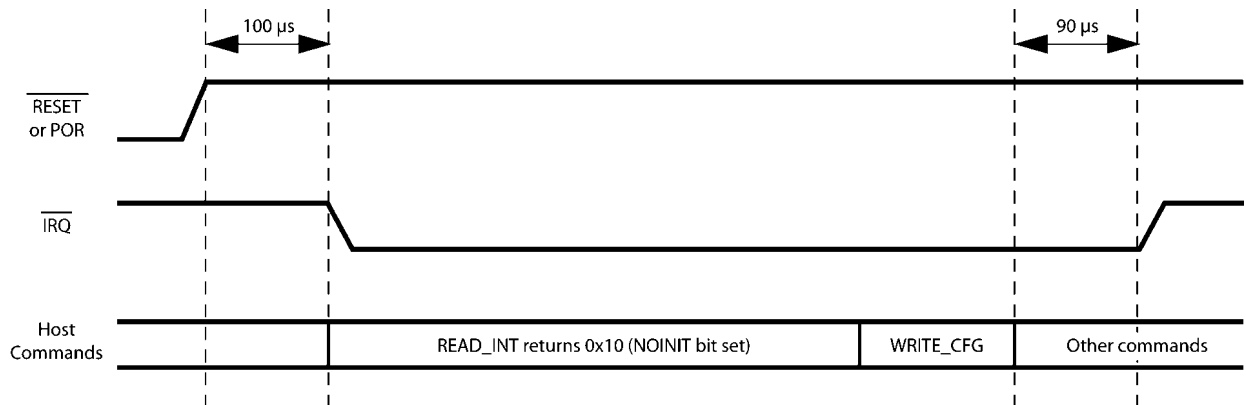 100 µs
90 µs
RESET
or POR
IRQ
Host
Commands
READ_INT returns 0x10 (NOINIT bit set)
WRITE_CFG
Other commands